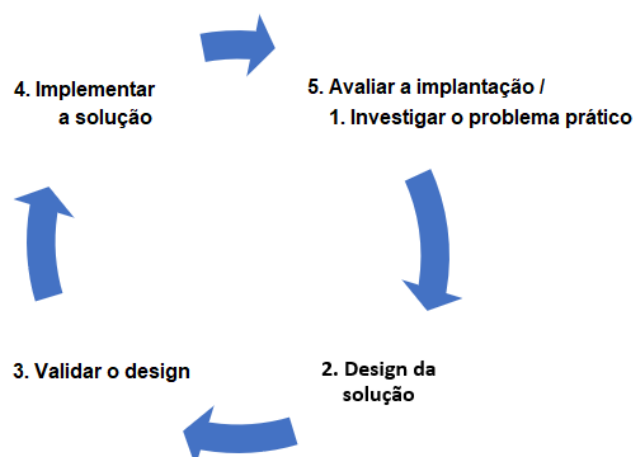 4. Implementar
a solução
5. Avaliar a implantação /
1. Investigar o problema prático
3. Validar o design
2. Design da
solução